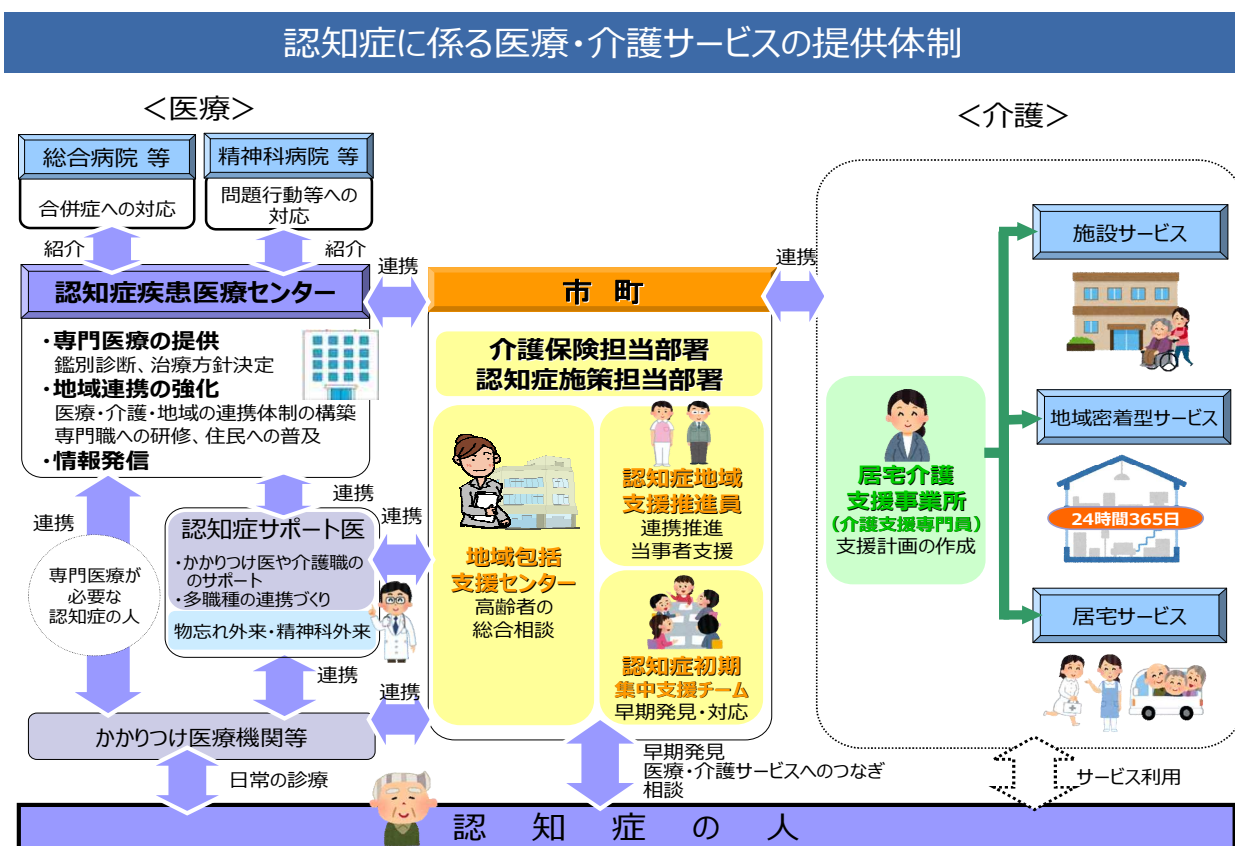 認知症に係る医療・介護サービスの提供体制
＜医療＞
総合病院 等
合併症への対応
精神科病院 等
問題行動等への
対応
紹介
紹介
認知症疾患医療センター
・専門医療の提供
鑑別診断、治療方針決定
・地域連携の強化
医療・介護・地域の連携体制の構築
専門職への研修、住民への普及
・情報発信
連携
連携
専門医療が
必要な
認知症の人
認知症サポート医
・かかりつけ医や介護職の
のサポート
・多職種の連携づくり
物忘れ外来・精神科外来
連携
かかりつけ医療機関等
日常の診療
連携
連携
連携
市 町
介護保険担当部署
認知症施策担当部署
地域包括
支援センター
高齢者の
総合相談
認知症地域
支援推進員
連携推進
当事者支援
認知症初期
集中支援チーム
早期発見・対応
早期発見
医療・介護サービスへのつなぎ
相談
連携
＜介護＞
居宅介護
支援事業所
（介護支援専門員）
支援計画の作成
施設サービス
地域密着型サービス
24時間365日
居宅サービス
サービス利用
認 知 症 の 人